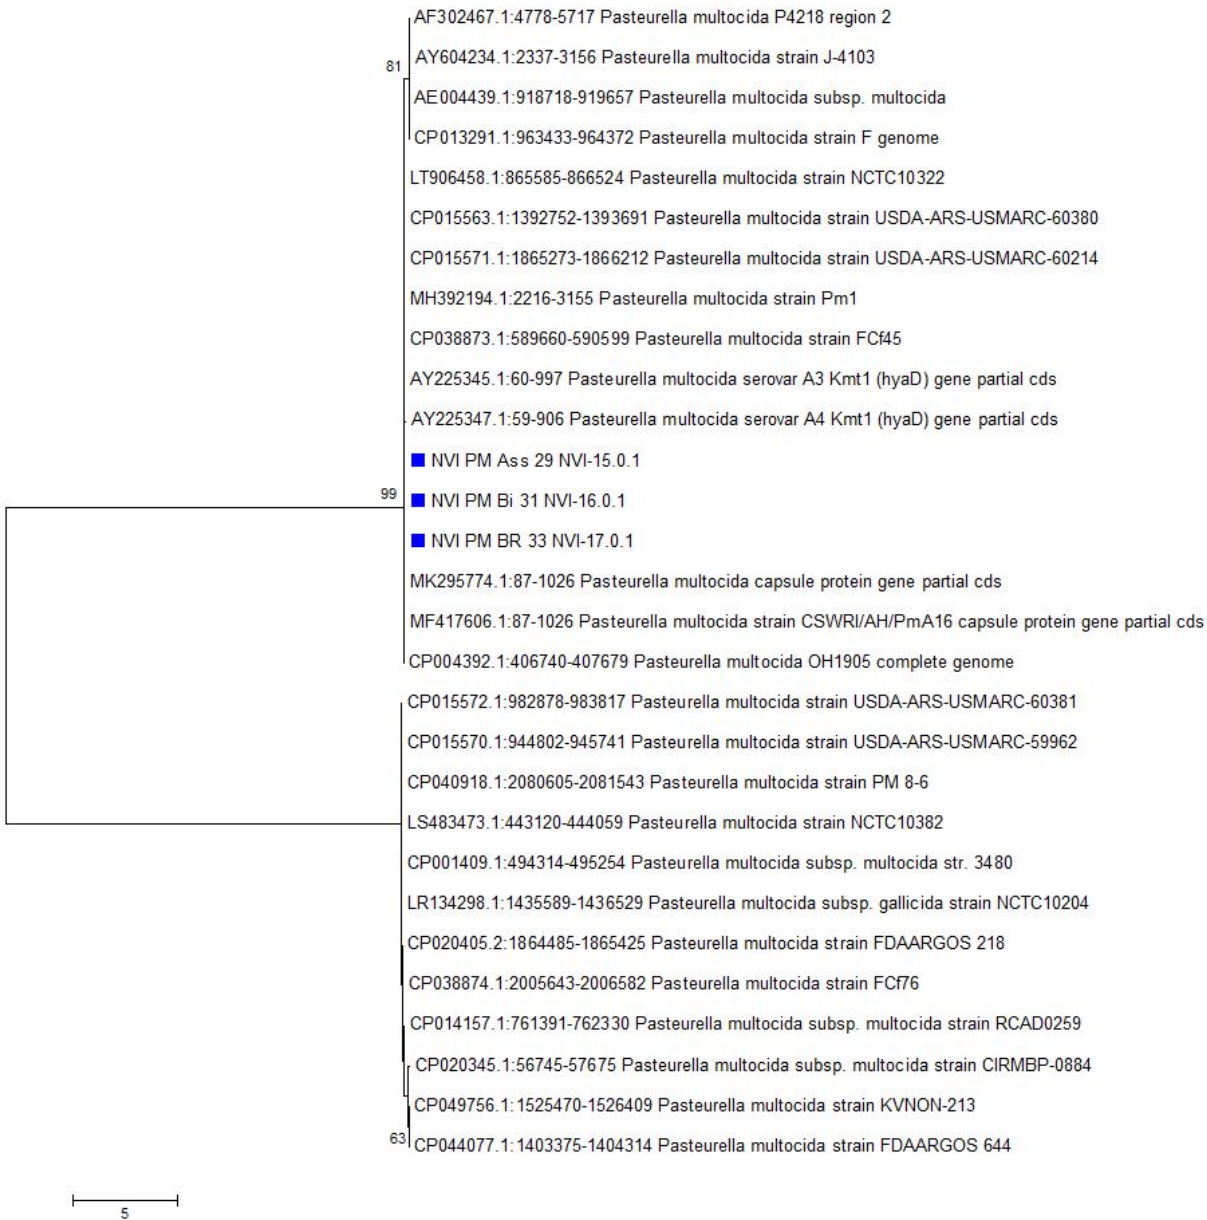 AF302467.1:4778-5717 Pasteurella multocida P4218 region 2
81
AY604234.1:2337-3156 Pasteurella multocida strain J-4103
AE004439.1:918718-919657 Pasteurella multocida subsp. multocida
CP013291.1:963433-964372 Pasteurella multocida strain F genome
LT906458.1:865585-866524 Pasteurella multocida strain NCTC10322
CP015563.1:1392752-1393691 Pasteurella multocida strain USDA-ARS-USMARC-60380
CP015571.1:1865273-1866212 Pasteurella multocida strain USDA-ARS-USMARC-60214
MH392194.1:2216-3155 Pasteurella multocida strain Pm1
CP038873.1:589660-590599 Pasteurella multocida strain FCf45
AY225345.1:60-997 Pasteurella multocida serovar A3 Kmt1 (hyaD) gene partial cds
AY225347.1:59-906 Pasteurella multocida serovar A4 Kmt1 (hyaD) gene partial cds
NVI PM Ass 29 NVI-15.0.1
99
NVI PM Bi 31 NVI-16.0.1
NVI PM BR 33 NVI-17.0.1
MK295774.1:87-1026 Pasteurella multocida capsule protein gene partial cds
MF417606.1:87-1026 Pasteurella multocida strain CSWRI/AH/PmA16 capsule protein gene partial cds
CP004392.1:406740-407679 Pasteurella multocida OH1905 complete genome
CP015572.1:982878-983817 Pasteurella multocida strain USDA-ARS-USMARC-60381
CP015570.1:944802-945741 Pasteurella multocida strain USDA-ARS-USMARC-59962
CP040918.1:2080605-2081543 Pasteurella multocida strain PM 8-6
LS483473.1:443120-444059 Pasteurella multocida strain NCTC10382
CP001409.1:494314-495254 Pasteurella multocida subsp. multocida str. 3480
LR134298.1:1435589-1436529 Pasteurella multocida subsp. gallicida strain NCTC10204
CP020405.2:1864485-1865425 Pasteurella multocida strain FDAARGOS 218
CP038874.1:2005643-2006582 Pasteurella multocida strain FCf76
CP014157.1:761391-762330 Pasteurella multocida subsp. multocida strain RCAD0259
CP020345.1:56745-57675 Pasteurella multocida subsp. multocida strain CIRMBP-0884
CP049756.1:1525470-1526409 Pasteurella multocida strain KVNON-213
63
CP044077.1:1403375-1404314 Pasteurella multocida strain FDAARGOS 644
5